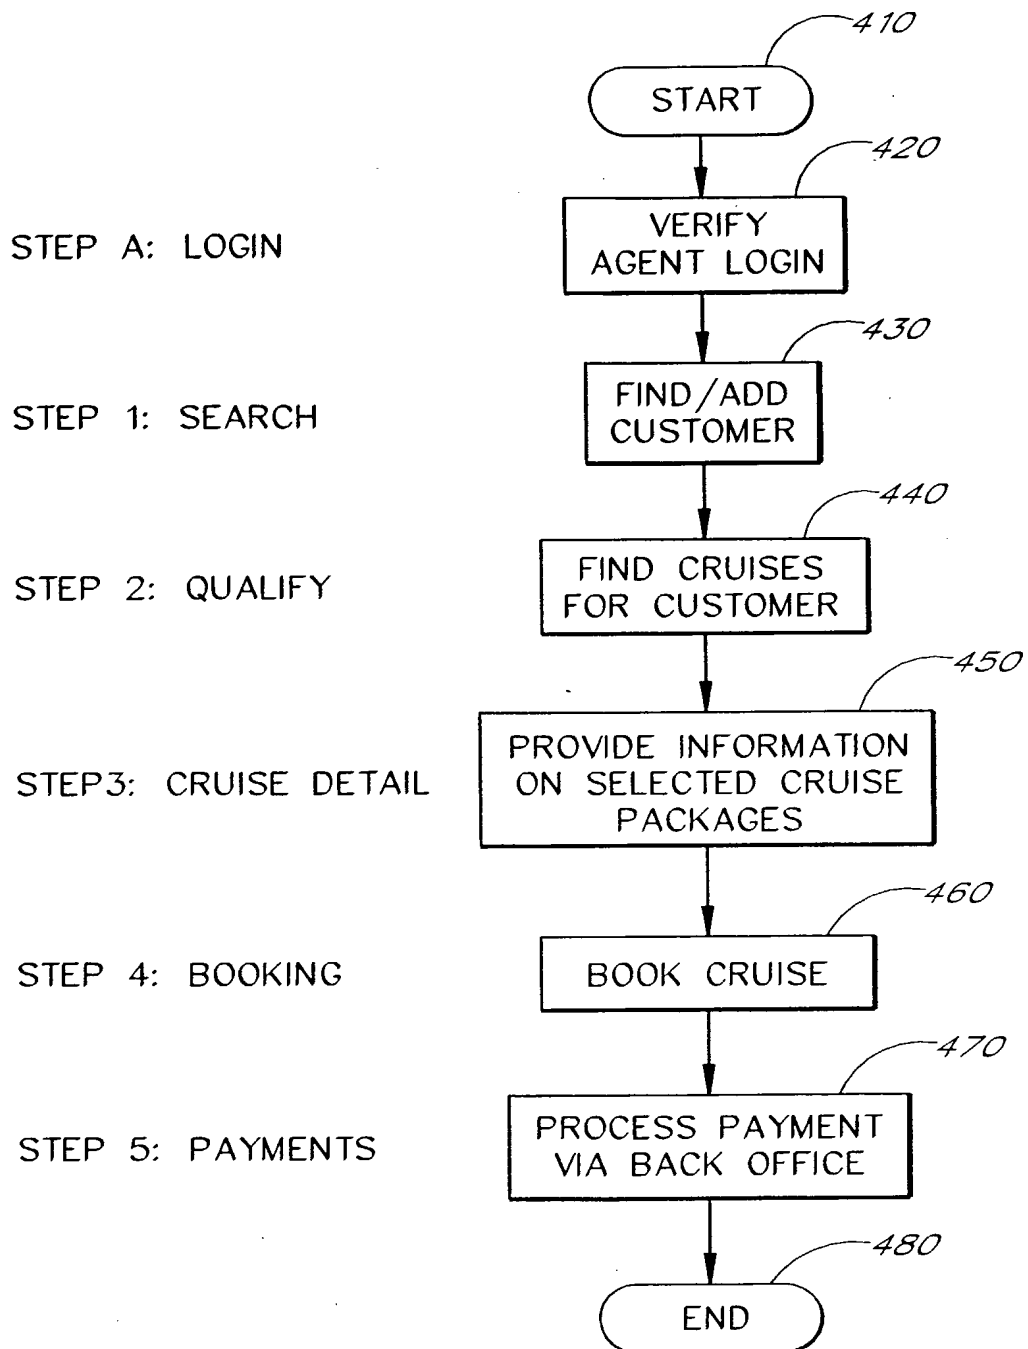 410
START
420
STEP A: LOGIN
VERIFY
AGENT LOGIN
430
STEP 1: SEARCH
FIND/ADD
CUSTOMER
440
STEP 2: QUALIFY
FIND CRUISES
FOR CUSTOMER
450
STEP3: CRUISE DETAIL
PROVIDE INFORMATION
ON SELECTED CRUISE
PACKAGES
460
STEP 4: BOOKING
BOOK CRUISE
470
STEP 5: PAYMENTS
PROCESS PAYMENT
VIA BACK OFFICE
480
END